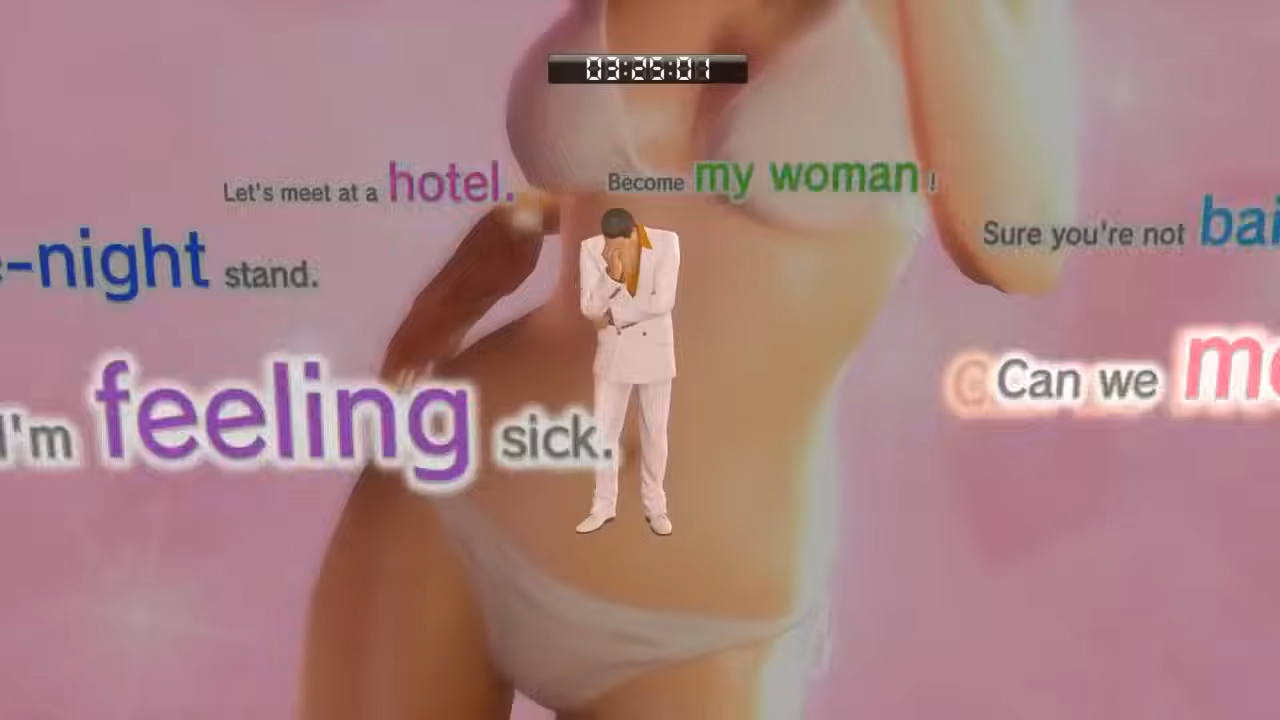 03:25:01
Let's meet at a hotel.
Become my woman!
Sure you're not
-night stand.
Can we
I'm feeling sick.